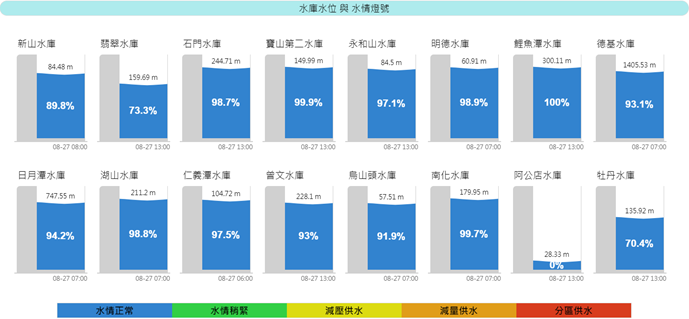 水庫水位 與 水情燈號
新山水庫
84.48 m
89.8%
08-27 08:00
翡翠水庫
159.69 m
73.3%
08-27 13:00
石門水庫
244.71 m
98.7%
08-27 13:00
寶山第二水庫
149.99 m
99.9%
08-27 13:00
永和山水庫
84.5 m
97.1%
08-27 13:00
明德水庫
60.91 m
98.9%
08-27 07:00
鯉魚潭水庫
300.11 m
100%
08-27 13:00
德基水庫
1405.53 m
93.1%
08-27 07:00
日月潭水庫
747.55 m
94.2%
08-27 07:00
湖山水庫
211.2 m
98.8%
08-27 07:00
仁義潭水庫
104.72 m
97.5%
08-27 06:00
曾文水庫
228.1 m
93%
08-27 13:00
烏山頭水庫
57.51 m
91.9%
08-27 13:00
南化水庫
179.95 m
99.7%
08-27 07:00
阿公店水庫
28.33 m
0%
08-27 13:00
牡丹水庫
135.92 m
70.4%
08-27 13:00
水情正常
水情稍緊
減壓供水
減量供水
分區供水